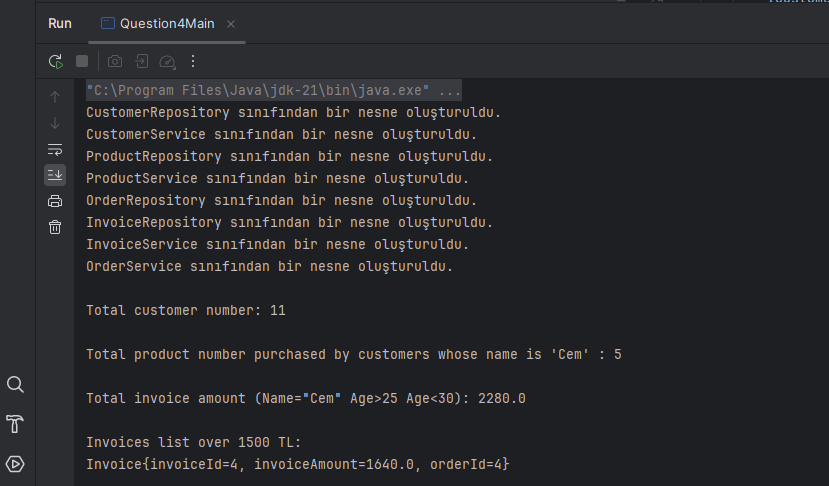 Run Question4Main
"C:\Program Files\Java\jdk-21\bin\java.exe" ...
CustomerRepository sınıfından bir nesne oluşturuldu.
CustomerService sınıfından bir nesne oluşturuldu.
ProductRepository sınıfından bir nesne oluşturuldu.
ProductService sınıfından bir nesne oluşturuldu.
OrderRepository sınıfından bir nesne oluşturuldu.
InvoiceRepository sınıfından bir nesne oluşturuldu.
InvoiceService sınıfından bir nesne oluşturuldu.
OrderService sınıfından bir nesne oluşturuldu.
Total customer number: 11
Total product number purchased by customers whose name is 'Cem' : 5
Total invoice amount (Name="Cem" Age>25 Age<30): 2280.0
Invoices list over 1500 TL:
Invoice{invoiceId=4, invoiceAmount=1640.0, orderId=4}